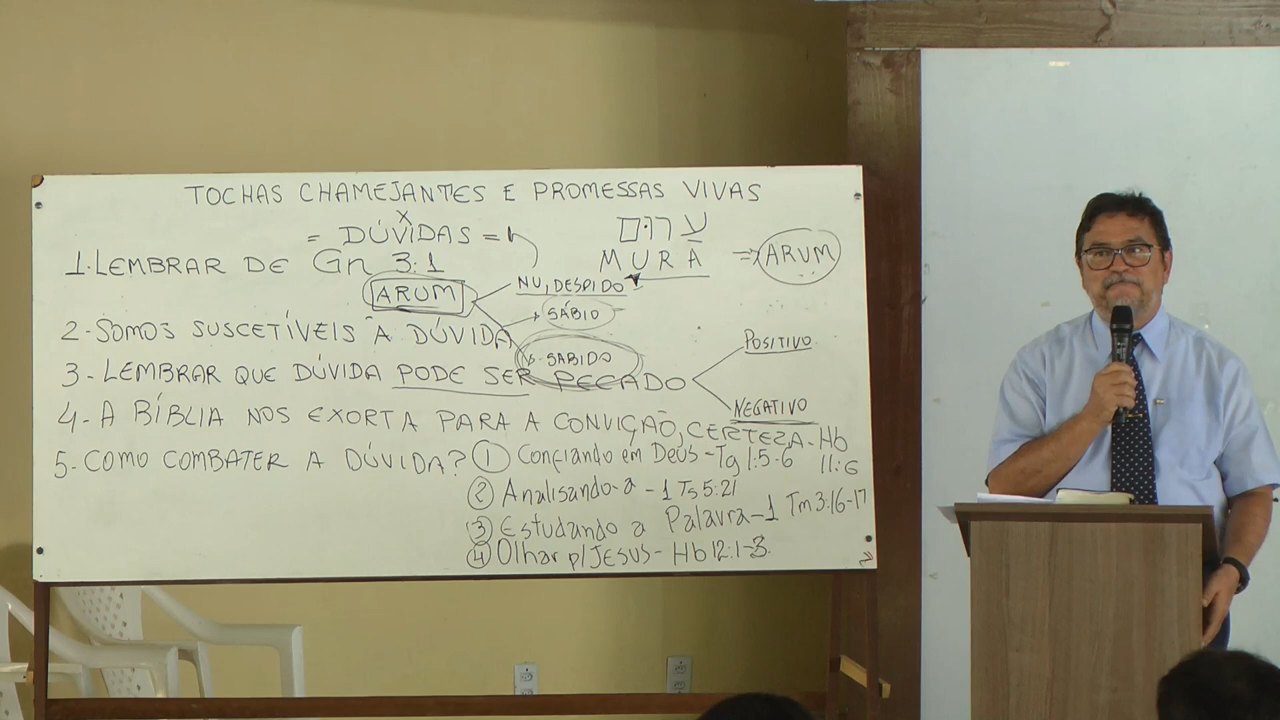 TOCHAS CHAMEJANTES E PROMESSAS VIVAS
X
= DÚVIDAS =
1. LEMBRAR DE Gn 3:1
MURA => ARUM
ARUM
NU, DESPIDO
SÁBIO
SABIDO
2- SOMOS SUSCETÍVEIS À DÚVIDA
3- LEMBRAR QUE DÚVIDA PODE SER PECADO
POSITIVO
NEGATIVO
4- A BÍBLIA NOS EXORTA PARA A CONVIÇÃO, CERTEZA - Hb 11:6
5- COMO COMBATER A DÚVIDA? 1 Confiando em Deus - Tg 1:5-6
2 Analisando-a - 1 Ts 5:21
3 Estudando a Palavra - 1 Tm 3:16-17
4 Olhar p/ JESUS - Hb 12:1-3